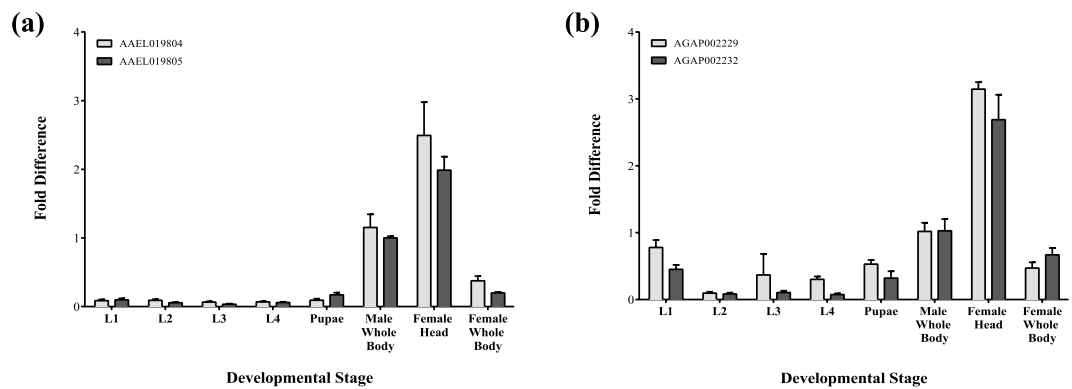 (a)
4
3
2
1
0
Fold Difference
AAEL019804
AAEL019805
L1
L2
L3
L4
Pupae
Male
Whole
Body
Female
Head
Female
Whole
Body
Developmental Stage
(b)
4
3
2
1
0
Fold Difference
AGAP002229
AGAP002232
L1
L2
L3
L4
Pupae
Male
Whole
Body
Female
Head
Female
Whole
Body
Developmental Stage